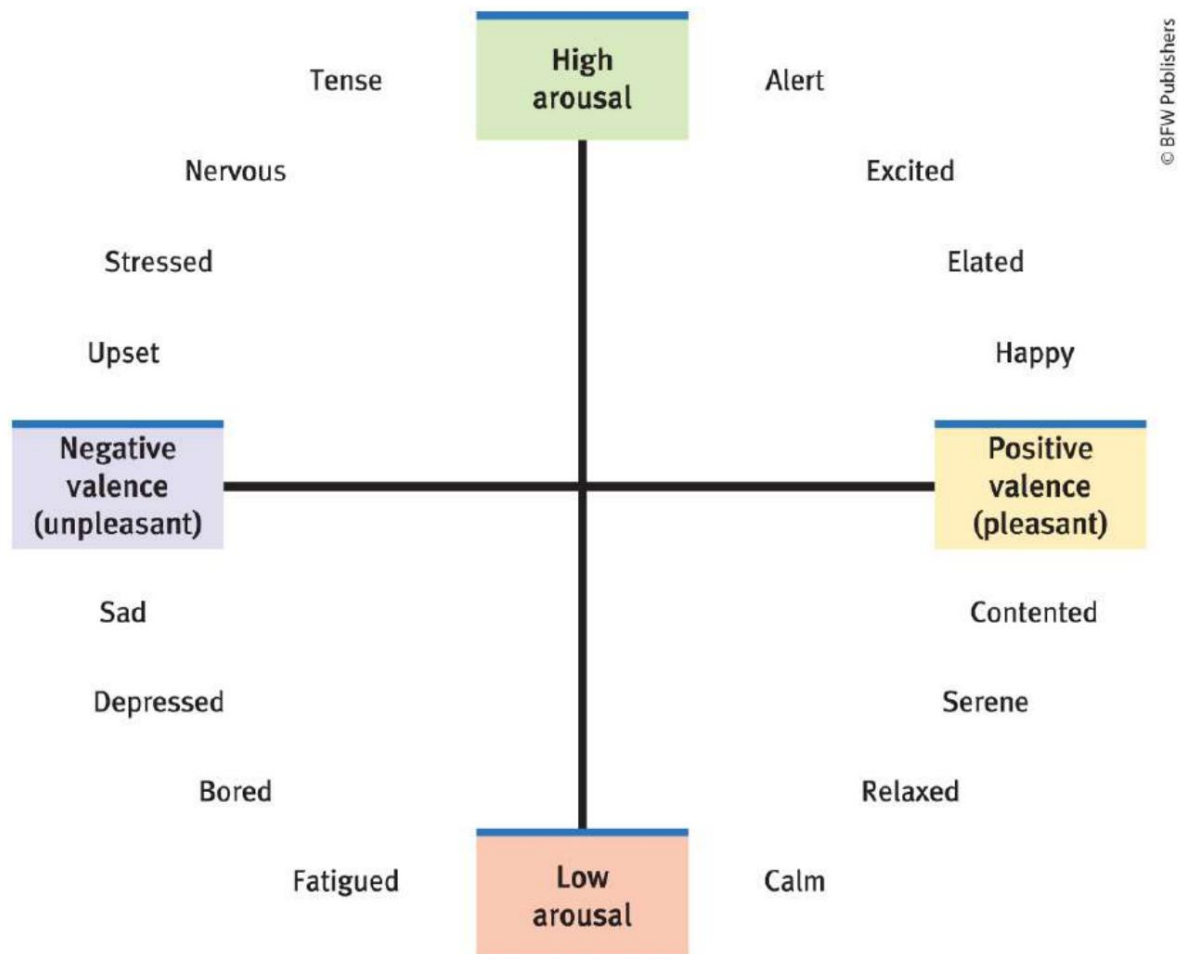 High
arousal
Tense
Alert
Nervous
Excited
Stressed
Elated
Upset
Happy
Negative
valence
(unpleasant)
Positive
valence
(pleasant)
Sad
Contented
Depressed
Serene
Bored
Relaxed
Fatigued
Low
arousal
Calm
© BFW Publishers